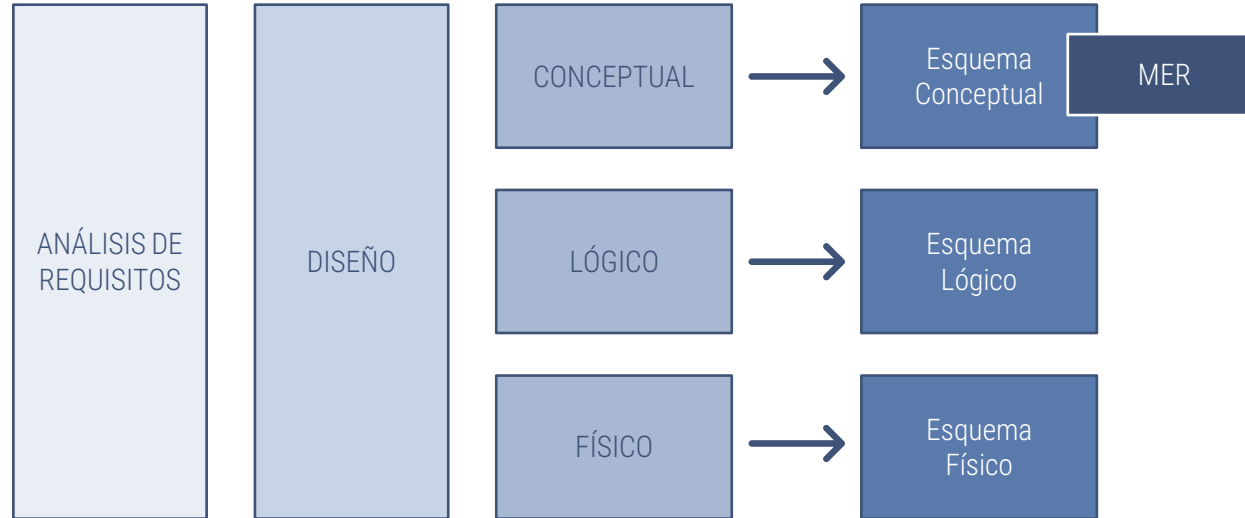 ANÁLISIS DE
REQUISITOS
DISEÑO
CONCEPTUAL
Esquema
Conceptual
MER
LÓGICO
Esquema
Lógico
FÍSICO
Esquema
Físico